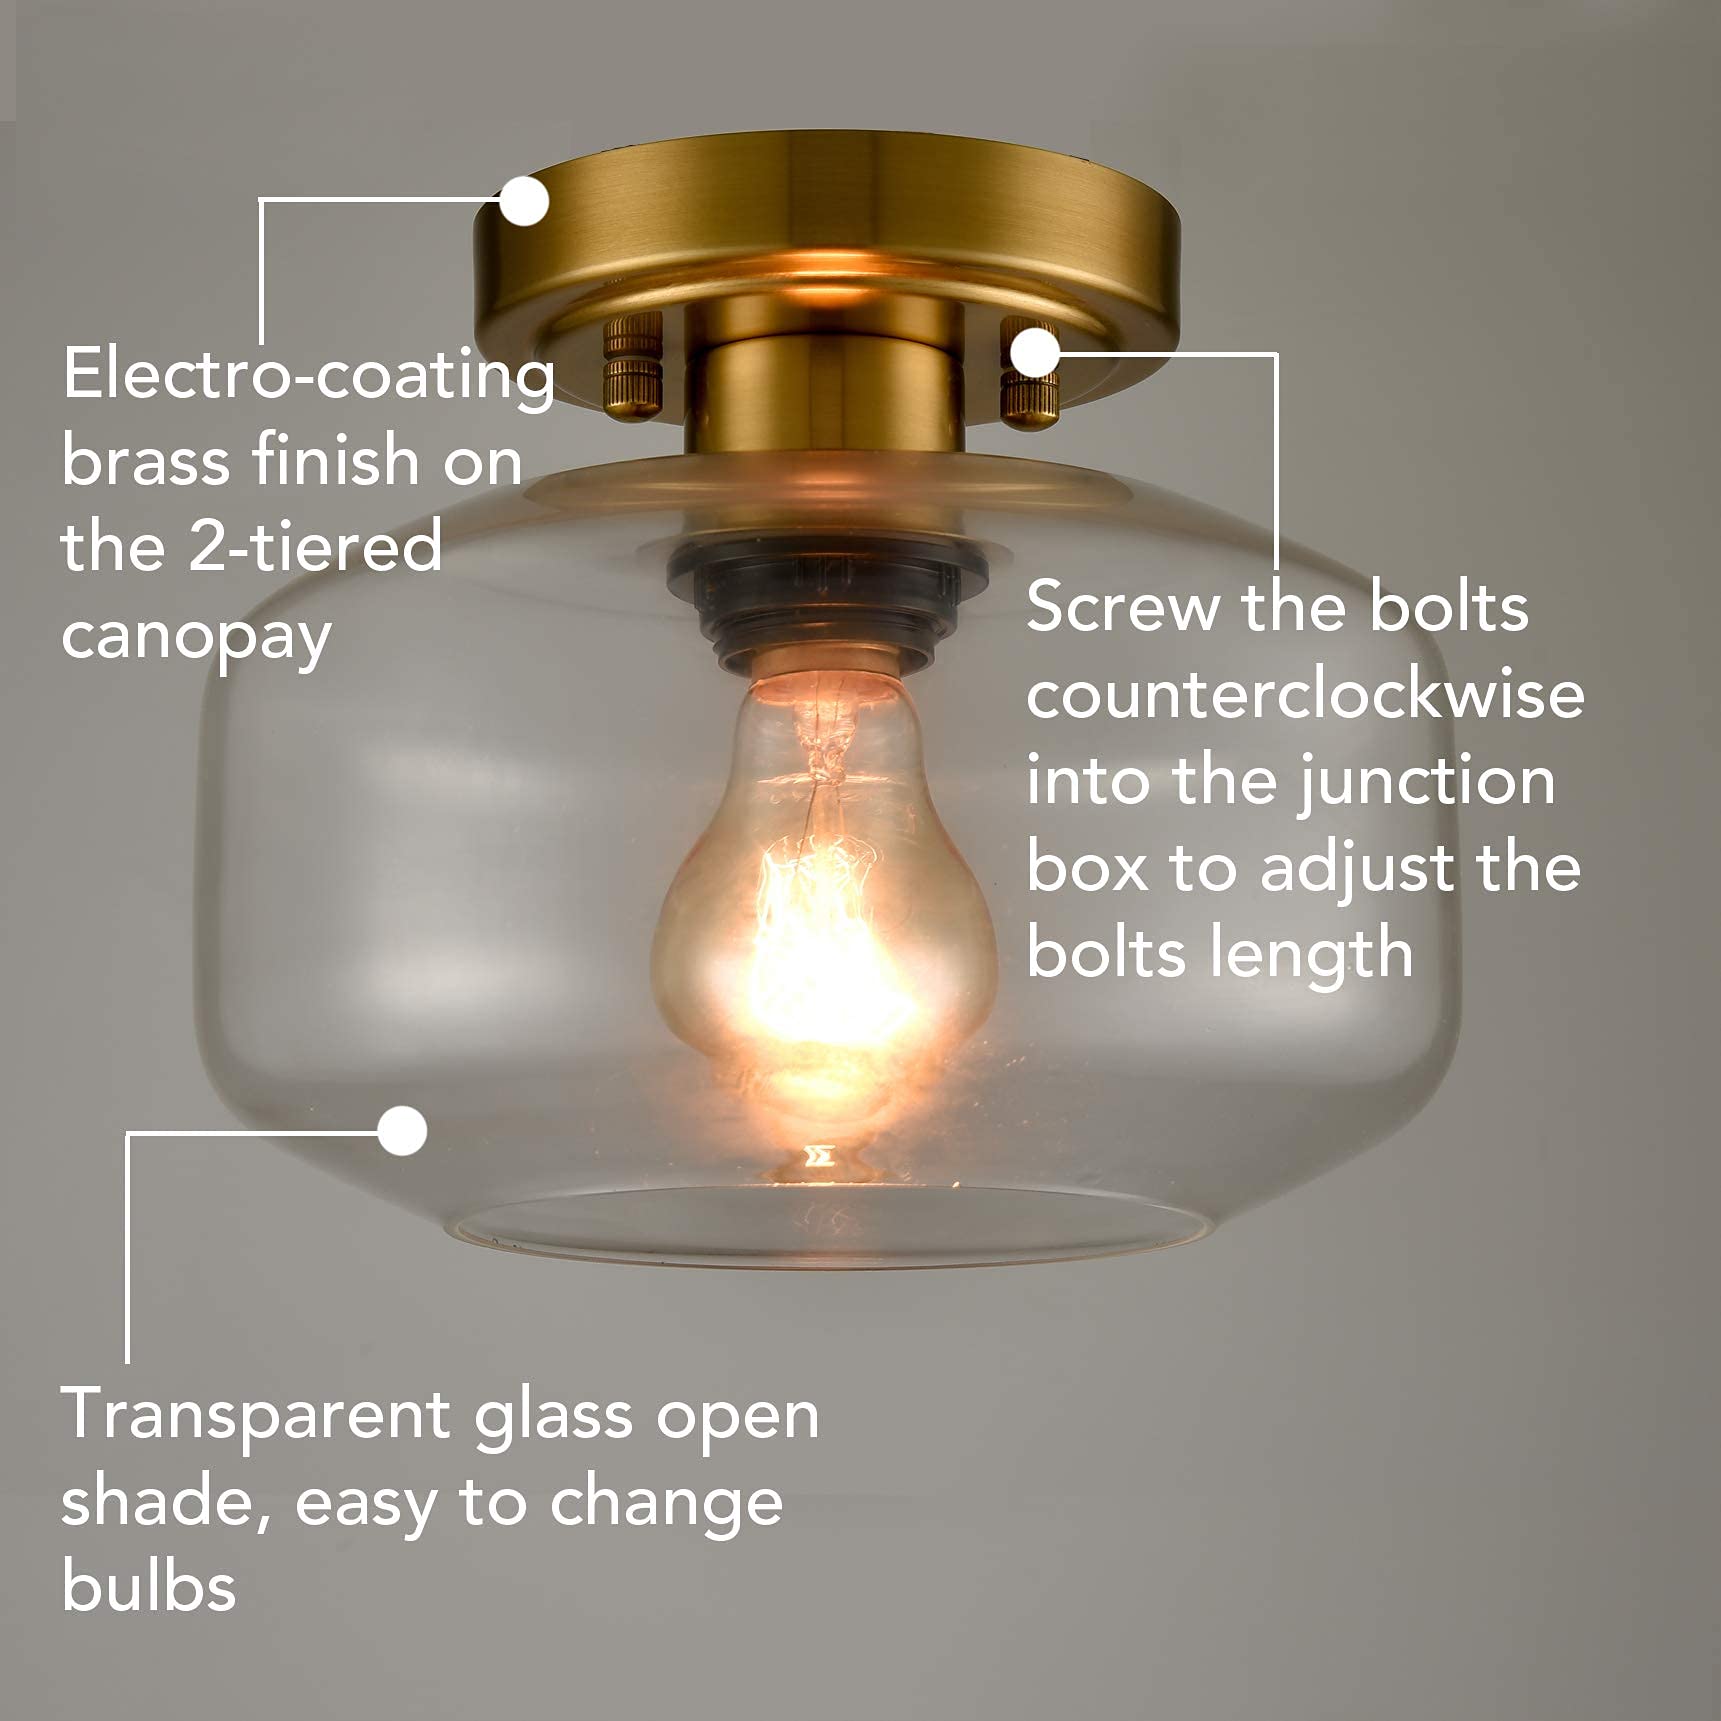 Electro-coating
brass finish on
the 2-tiered
canopay
Screw the bolts
counterclockwise
into the junction
box to adjust the
bolts length
Transparent glass open
shade, easy to change
bulbs